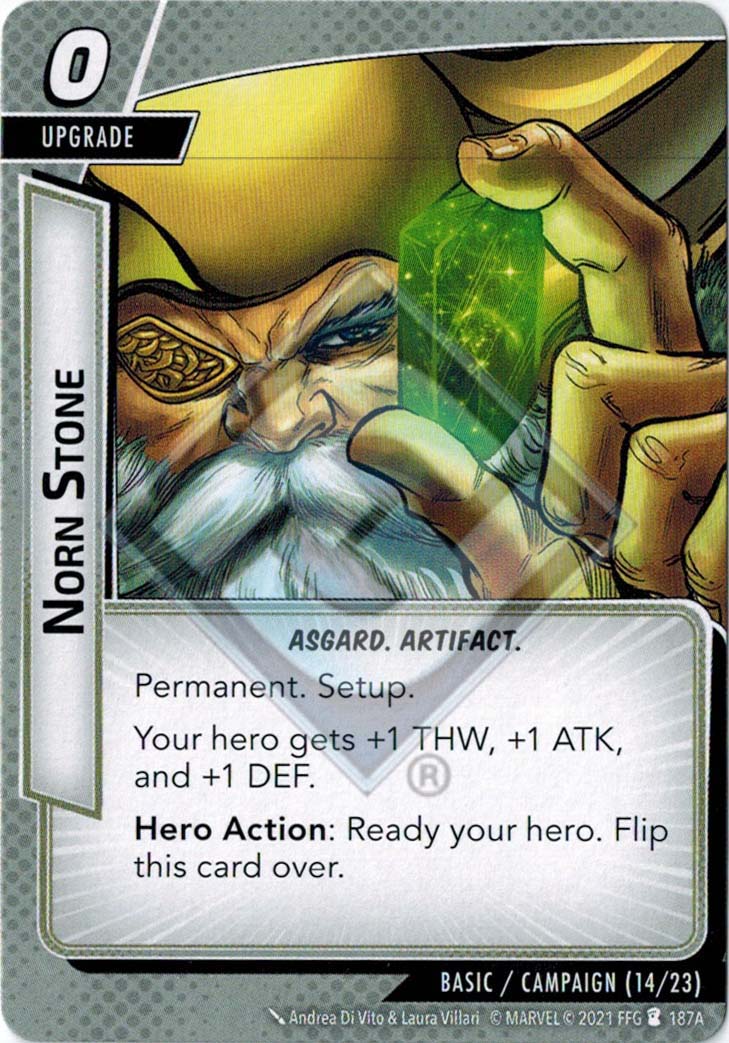 0
UPGRADE
NORN STONE
ASGARD. ARTIFACT.
Permanent. Setup.
Your hero gets +1 THW, +1 ATK,
and +1 DEF.
®
Hero Action: Ready your hero. Flip
this card over.
BASIC / CAMPAIGN (14/23)
Andrea Di Vito & Laura Villari © MARVEL © 2021 FFG 187A